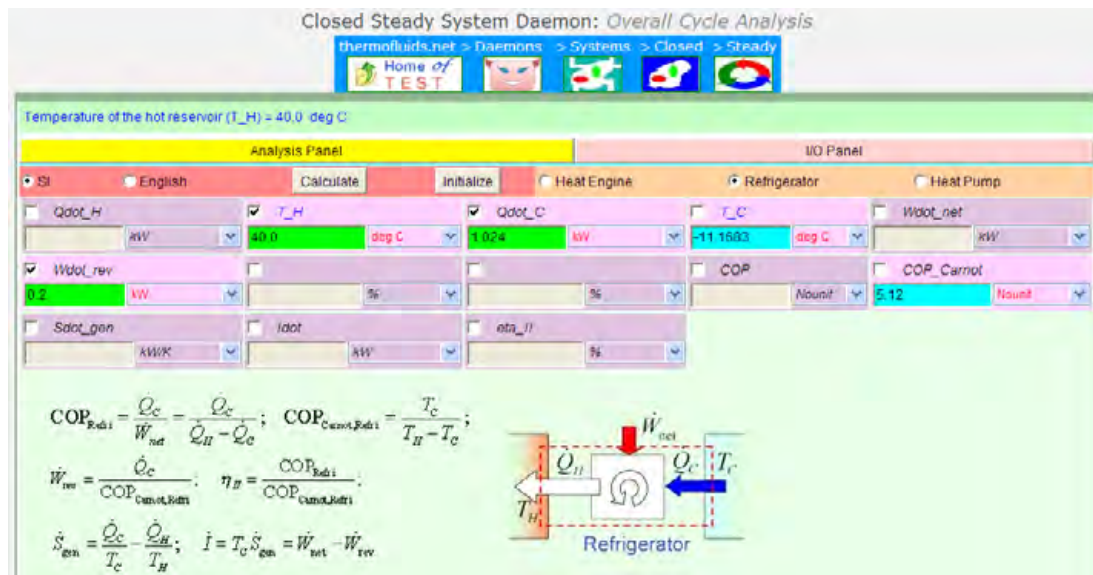 Closed Steady System Daemon: Overall Cycle Analysis
thermofluids.net > Daemons > Systems > Closed > Steady
Home of
TEST
Temperature of the hot reservoir (T_H) = 40.0 deg C
Analysis Panel I/O Panel
SI English Calculate Initialize Heat Engine Refrigerator Heat Pump
Qdot_H T_H Qdot_C T_C Wdot_net
kW 40.0 deg C 1.024 kW -11.1683 deg C kW
Wdot_rev COP COP_Carnot
0.2 kW % % Nounit 5.12 Nounit
Sdot_gen Idot eta_II
kW/K kW %
COP_Refri = Q̇_C / Ẇ_net = Q̇_C / (Q̇_H − Q̇_C); COP_Carnot,Refri = T_C / (T_H − T_C);
Ẇ_rev = Q̇_C / COP_Carnot,Refri; η_II = COP_Refri / COP_Carnot,Refri;
Ṡ_gen = Q̇_C / T_C − Q̇_H / T_H; İ = T_C Ṡ_gen = Ẇ_net − Ẇ_rev
Ẇ_net
Q̇_H Q̇_C T_C
T_H
Refrigerator